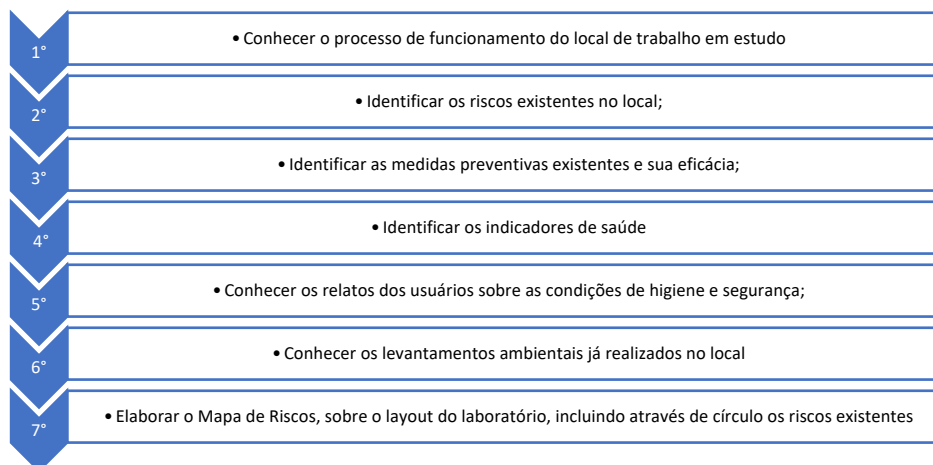 1°
• Conhecer o processo de funcionamento do local de trabalho em estudo
2°
• Identificar os riscos existentes no local;
3°
• Identificar as medidas preventivas existentes e sua eficácia;
4°
• Identificar os indicadores de saúde
5°
• Conhecer os relatos dos usuários sobre as condições de higiene e segurança;
6°
• Conhecer os levantamentos ambientais já realizados no local
7°
• Elaborar o Mapa de Riscos, sobre o layout do laboratório, incluindo através de círculo os riscos existentes